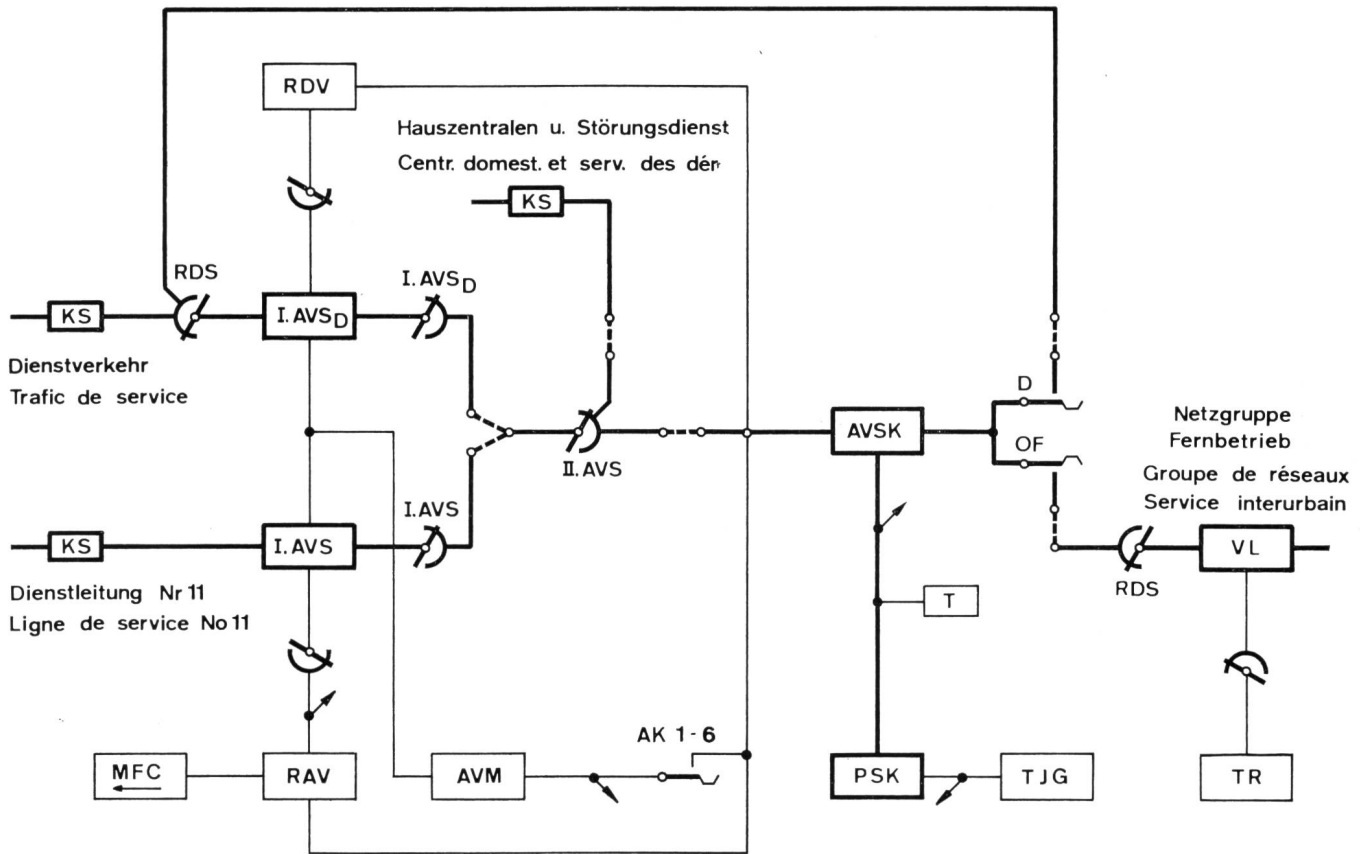 RDV
Hauszentralen u. Störungsdienst
Centr. domest. et serv. des dér
KS
RDS
I.AVSD
KS
I.AVSD
Dienstverkehr
Trafic de service
D
AVSK
OF
II.AVS
Netzgruppe
Fernbetrieb
Groupe de réseaux
Service interurbain
I.AVS
KS
I.AVS
VL
RDS
Dienstleitung Nr 11
Ligne de service No 11
T
AK 1-6
MFC
RAV
AVM
PSK
TJG
TR